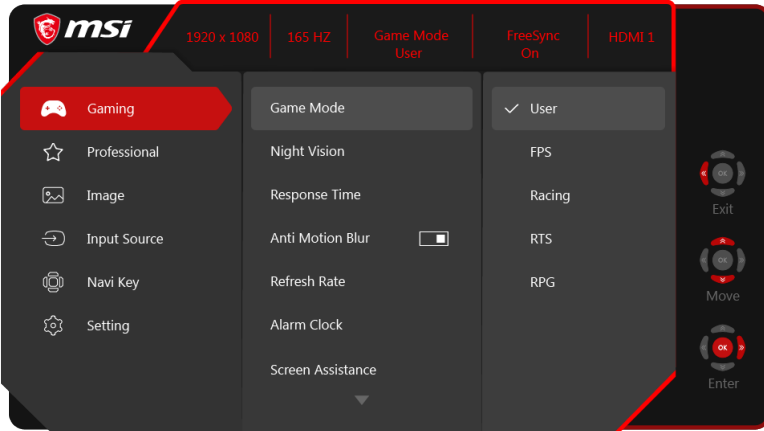 msi
1920 x 1080
165 HZ
Game Mode
User
FreeSync
On
HDMI 1
Gaming
Professional
Image
Input Source
Navi Key
Setting
Game Mode
Night Vision
Response Time
Anti Motion Blur
Refresh Rate
Alarm Clock
Screen Assistance
User
FPS
Racing
RTS
RPG
OK
Exit
OK
Move
OK
Enter